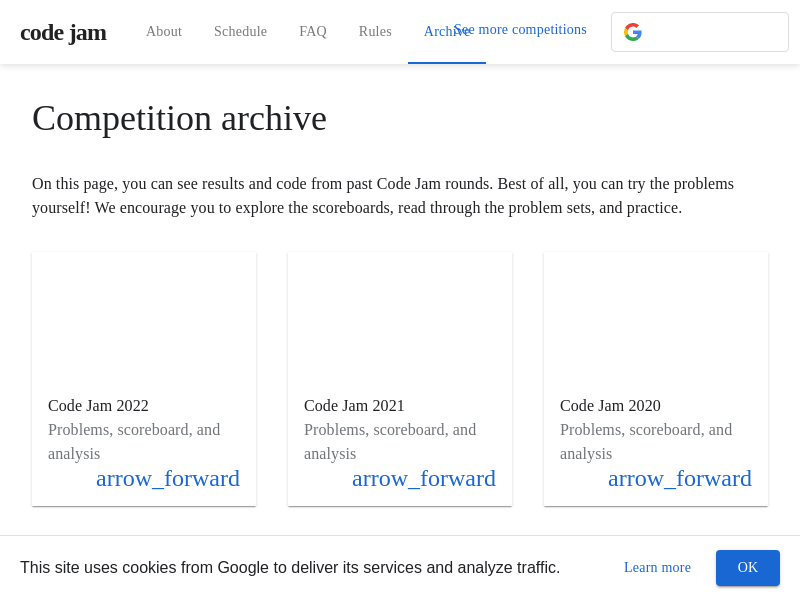 code jam
About
Schedule
FAQ
Rules
Archive
See more competitions
Competition archive
On this page, you can see results and code from past Code Jam rounds. Best of all, you can try the problems
yourself! We encourage you to explore the scoreboards, read through the problem sets, and practice.
Code Jam 2022
Problems, scoreboard, and
analysis
arrow_forward
Code Jam 2021
Problems, scoreboard, and
analysis
arrow_forward
Code Jam 2020
Problems, scoreboard, and
analysis
arrow_forward
This site uses cookies from Google to deliver its services and analyze traffic.
Learn more
OK